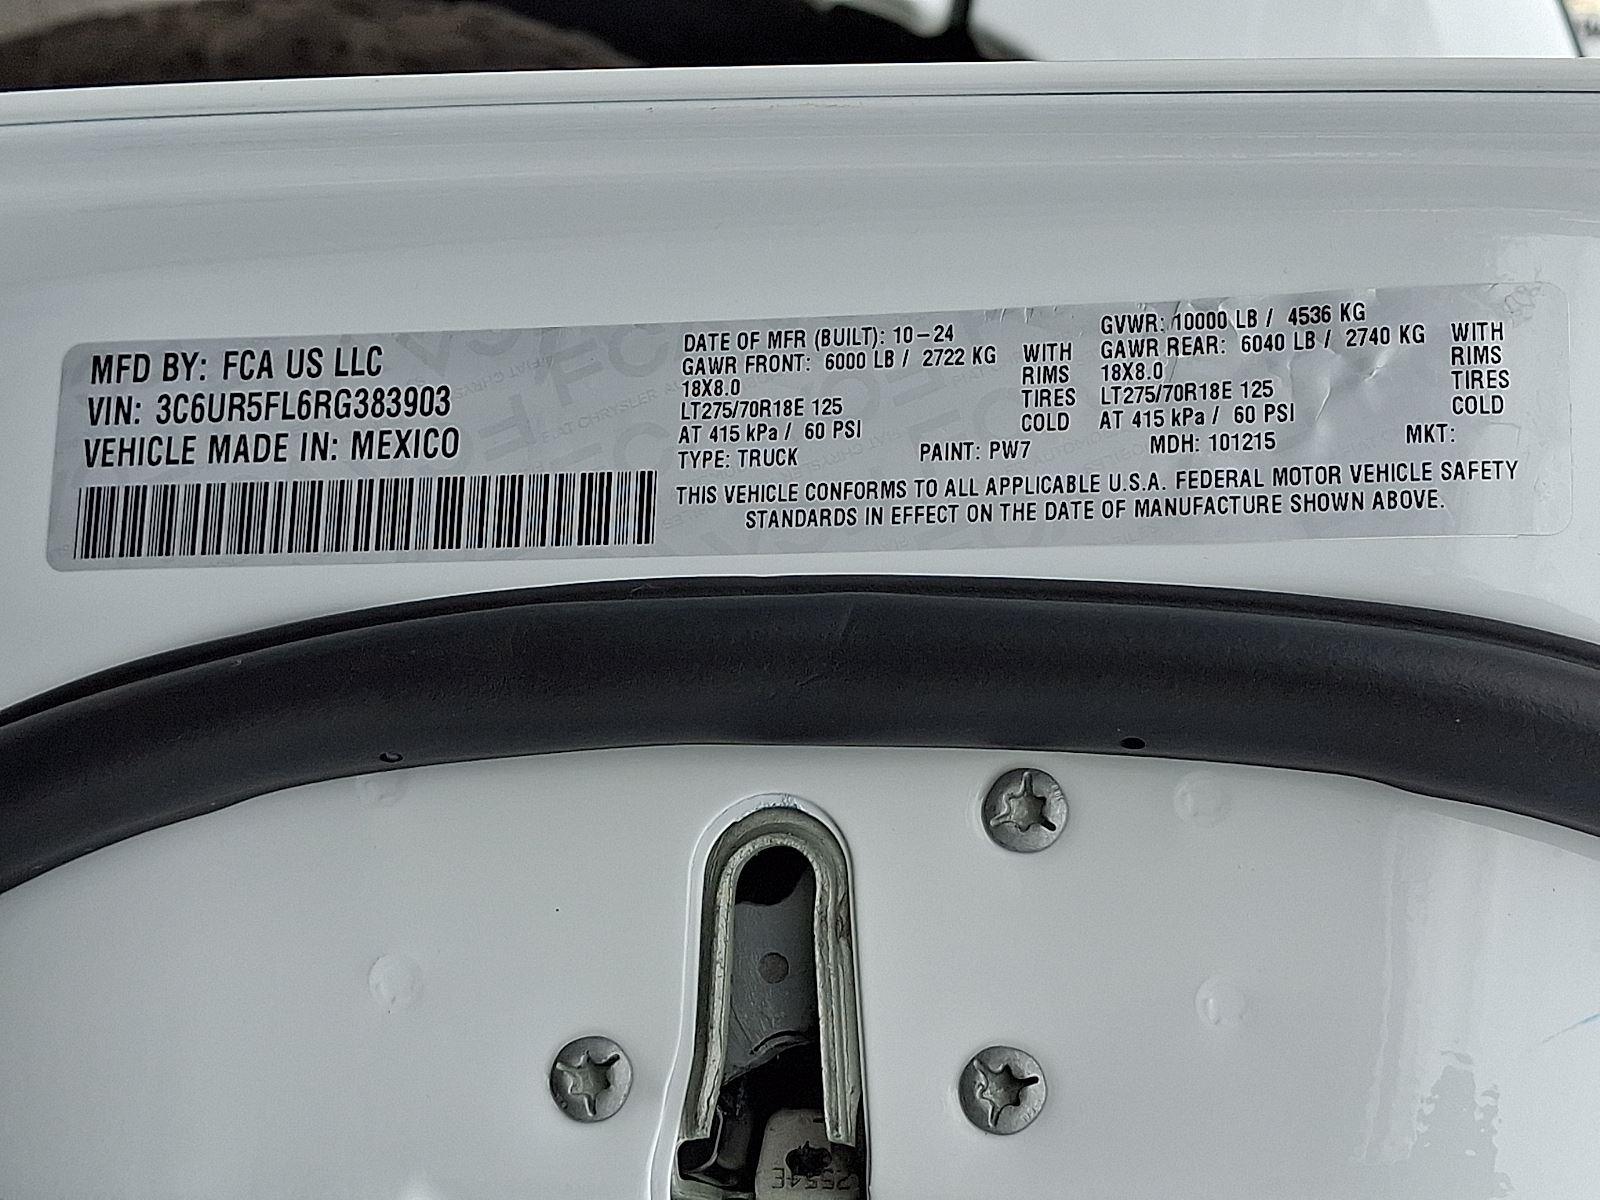 MFD BY: FCA US LLC
VIN: 3C6UR5FL6RG383903
VEHICLE MADE IN: MEXICO
DATE OF MFR (BUILT): 10-24
GAWR FRONT: 6000 LB / 2722 KG WITH
18X8.0 RIMS
LT275/70R18E 125 TIRES
AT 415 kPa / 60 PSI COLD
GVWR: 10000 LB / 4536 KG
GAWR REAR: 6040 LB / 2740 KG WITH
18X8.0 RIMS
LT275/70R18E 125 TIRES
AT 415 kPa / 60 PSI COLD
TYPE: TRUCK PAINT: PW7 MDH: 101215 MKT:
THIS VEHICLE CONFORMS TO ALL APPLICABLE U.S.A. FEDERAL MOTOR VEHICLE SAFETY
STANDARDS IN EFFECT ON THE DATE OF MANUFACTURE SHOWN ABOVE.